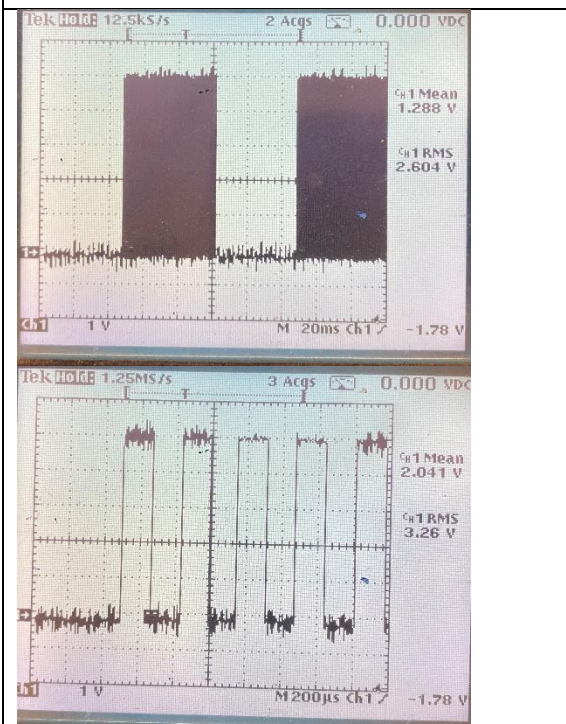 Tek Hold: 12.5kS/s 2 Acqs 0.000 VDC
[ T ]
Ch1 Mean
1.288 V
Ch1 RMS
2.604 V
1
Ch1 1 V M 20ms Ch1 -1.78 V
Tek Hold: 1.25MS/s 3 Acqs 0.000 VDC
[ T ]
Ch1 Mean
2.041 V
Ch1 RMS
3.26 V
Ch1 1 V M 200µs Ch1 -1.78 V